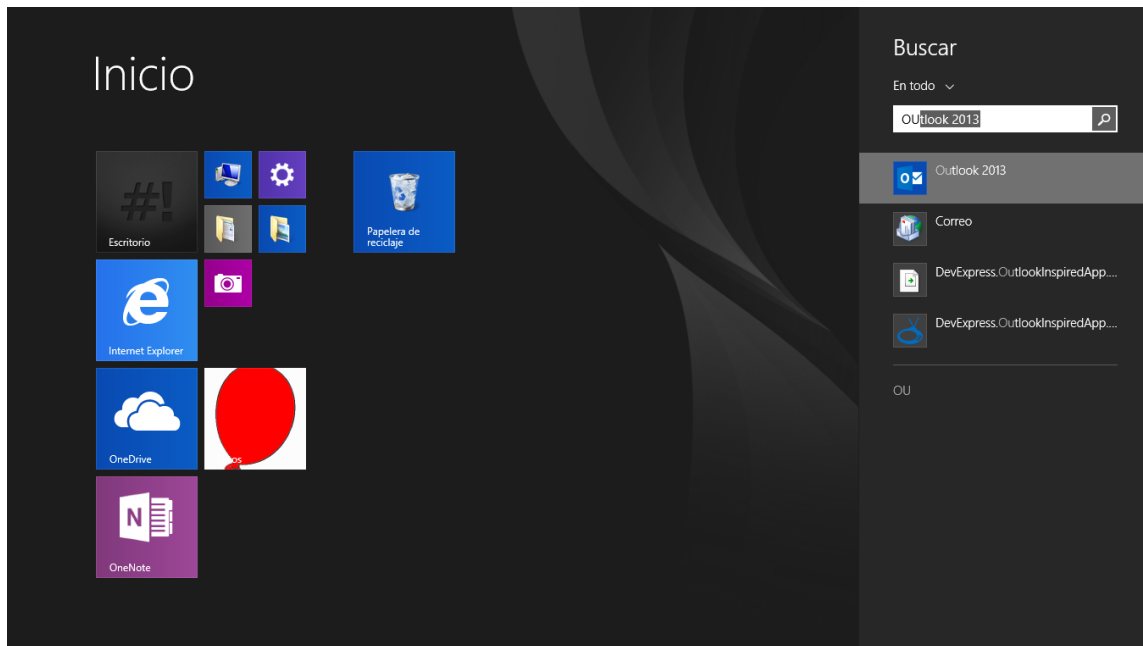 Inicio
Escritorio
Internet Explorer
OneDrive
os
OneNote
Papelera de
reciclaje
Buscar
En todo
OUtlook 2013
Outlook 2013
Correo
DevExpress.OutlookInspiredApp....
DevExpress.OutlookInspiredApp....
OU